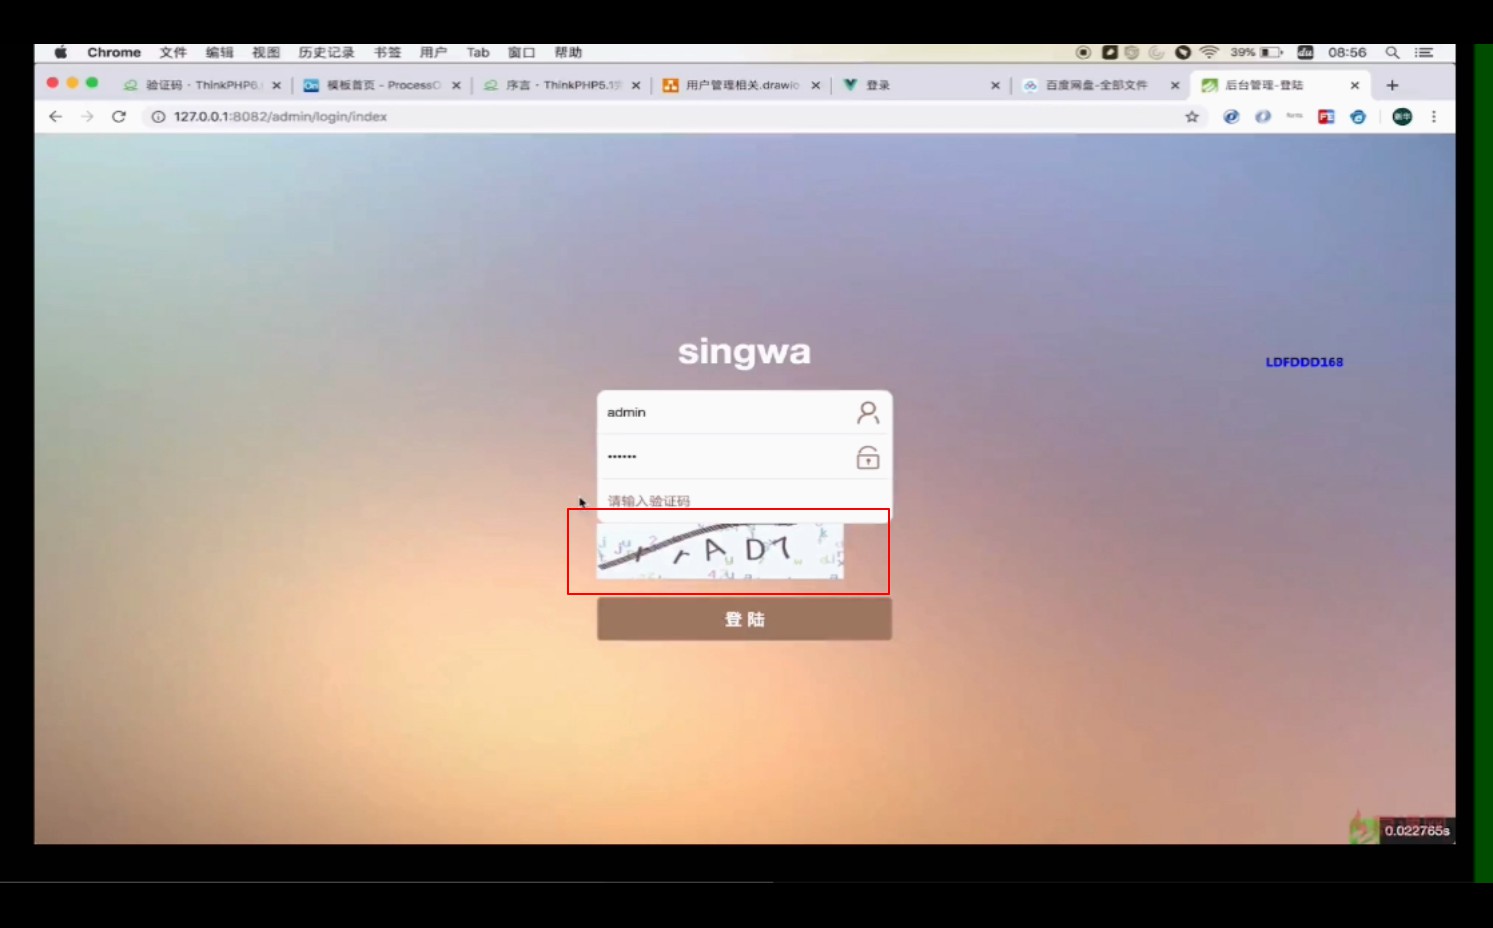 Chrome 文件 编辑 视图 历史记录 书签 用户 Tab 窗口 帮助 39% 08:56
验证码 · ThinkPHP6. 模板首页 - ProcessO 序言 · ThinkPHP5.1 用户管理相关.drawio 登录 百度网盘-全部文件 后台管理-登陆
127.0.0.1:8082/admin/login/index
singwa
LDFDDD168
admin
••••••
请输入验证码
登 陆
0.022765s